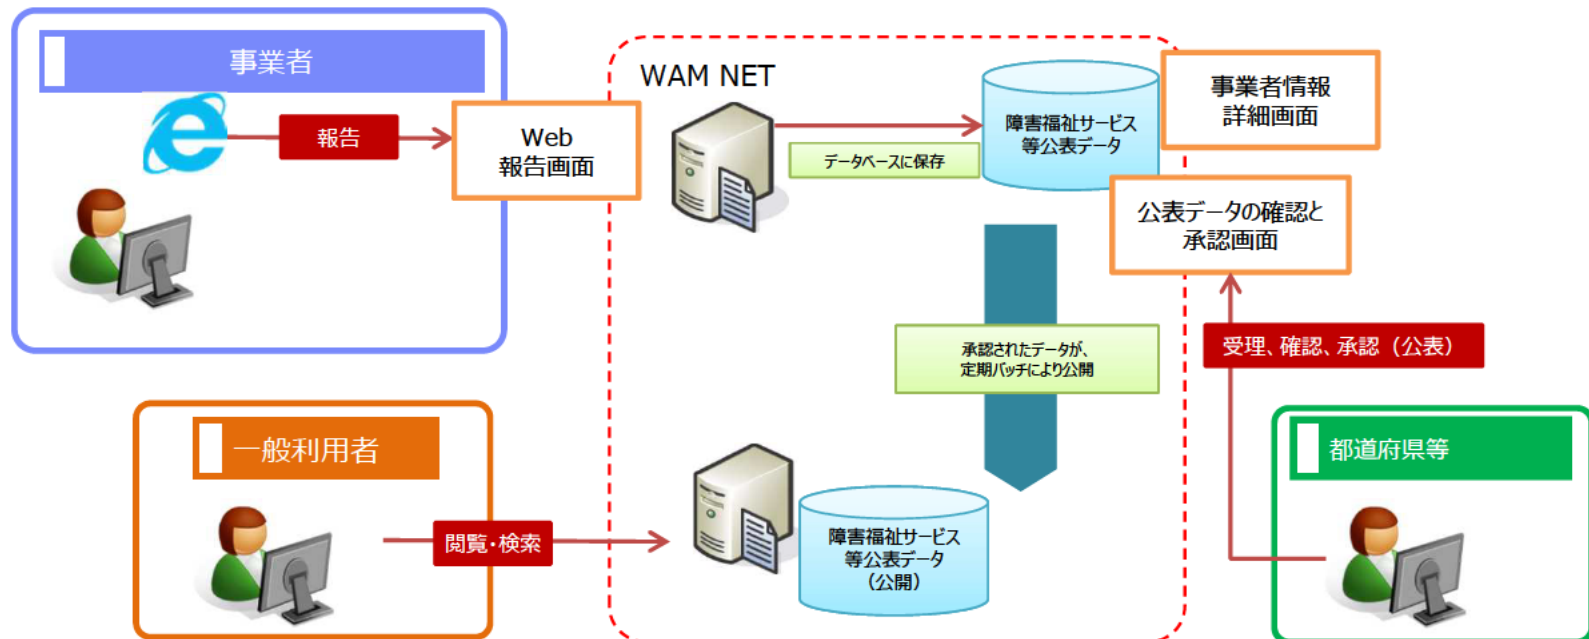 事業者
報告
Web
報告画面
WAM NET
データベースに保存
障害福祉サービス
等公表データ
事業者情報
詳細画面
公表データの確認と
承認画面
承認されたデータが、
定期バッチにより公開
受理、確認、承認（公表）
一般利用者
閲覧・検索
障害福祉サービス
等公表データ
（公開）
都道府県等